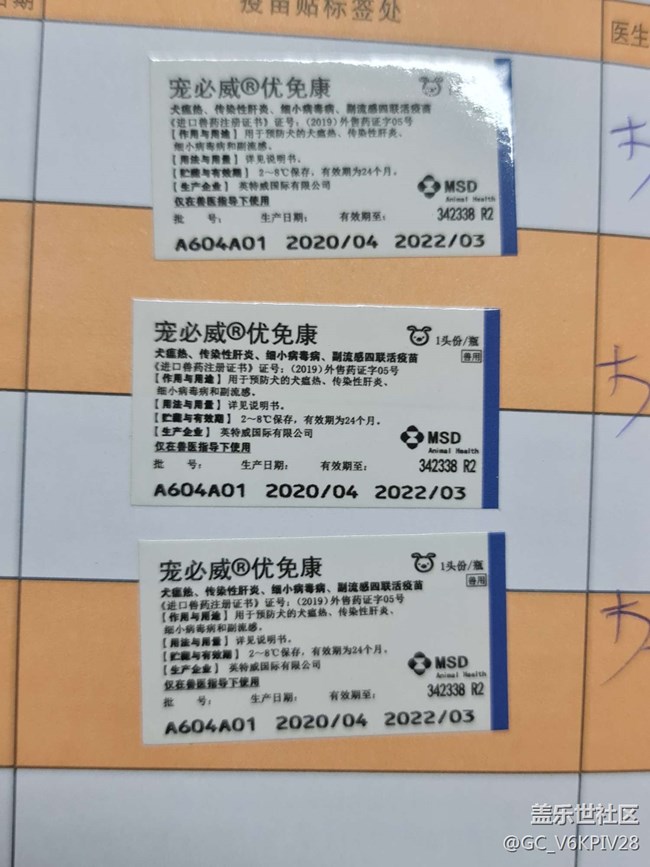 疫苗贴标签处
医生
宠必威®优免康
犬瘟热、传染性肝炎、细小病毒病、副流感四联活疫苗
《进口兽药注册证书》证号：（2019）外兽药证字05号
【作用与用途】用于预防犬的犬瘟热、传染性肝炎、
细小病毒病和副流感。
【用法与用量】详见说明书。
【贮藏与有效期】2～8℃保存，有效期为24个月。
【生产企业】英特威国际有限公司
仅在兽医指导下使用
MSD
Animal Health
批 号： 生产日期： 有效期至： 342338 R2
A604A01 2020/04 2022/03
宠必威®优免康 1头份/瓶
犬瘟热、传染性肝炎、细小病毒病、副流感四联活疫苗 兽用
《进口兽药注册证书》证号：（2019）外兽药证字05号
【作用与用途】用于预防犬的犬瘟热、传染性肝炎、
细小病毒病和副流感。
【用法与用量】详见说明书。
【贮藏与有效期】2～8℃保存，有效期为24个月。
【生产企业】英特威国际有限公司
仅在兽医指导下使用
MSD
Animal Health
批 号： 生产日期： 有效期至： 342338 R2
A604A01 2020/04 2022/03
宠必威®优免康 1头份/瓶
犬瘟热、传染性肝炎、细小病毒病、副流感四联活疫苗 兽用
《进口兽药注册证书》证号：（2019）外兽药证字05号
【作用与用途】用于预防犬的犬瘟热、传染性肝炎、
细小病毒病和副流感。
【用法与用量】详见说明书。
【贮藏与有效期】2～8℃保存，有效期为24个月。
【生产企业】英特威国际有限公司
仅在兽医指导下使用
MSD
Animal Health
批 号： 生产日期： 有效期至： 342338 R2
A604A01 2020/04 2022/03
盖乐世社区
@GC_V6KPIV28